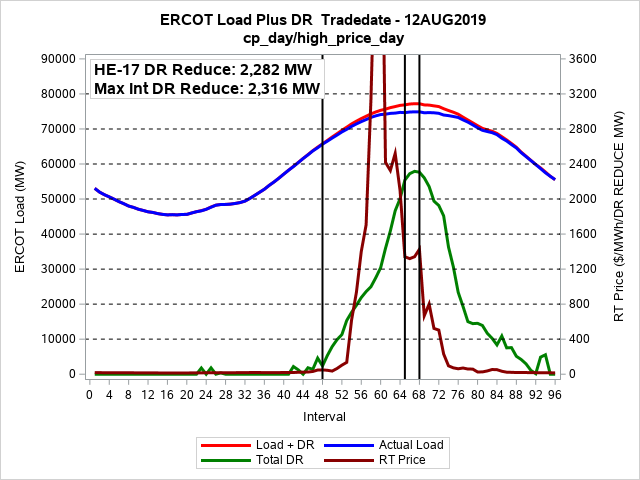 ERCOT Load Plus DR  Tradedate - 12AUG2019
cp_day/high_price_day
HE-17 DR Reduce: 2,282 MW
Max Int DR Reduce: 2,316 MW
ERCOT Load (MW)
90000
80000
70000
60000
50000
40000
30000
20000
10000
0
3600
3200
2800
2400
2000
1600
1200
800
400
0
RT Price ($/MWh/DR REDUCE MW)
0 4 8 12 16 20 24 28 32 36 40 44 48 52 56 60 64 68 72 76 80 84 88 92 96
Interval
Load + DR Actual Load
Total DR RT Price